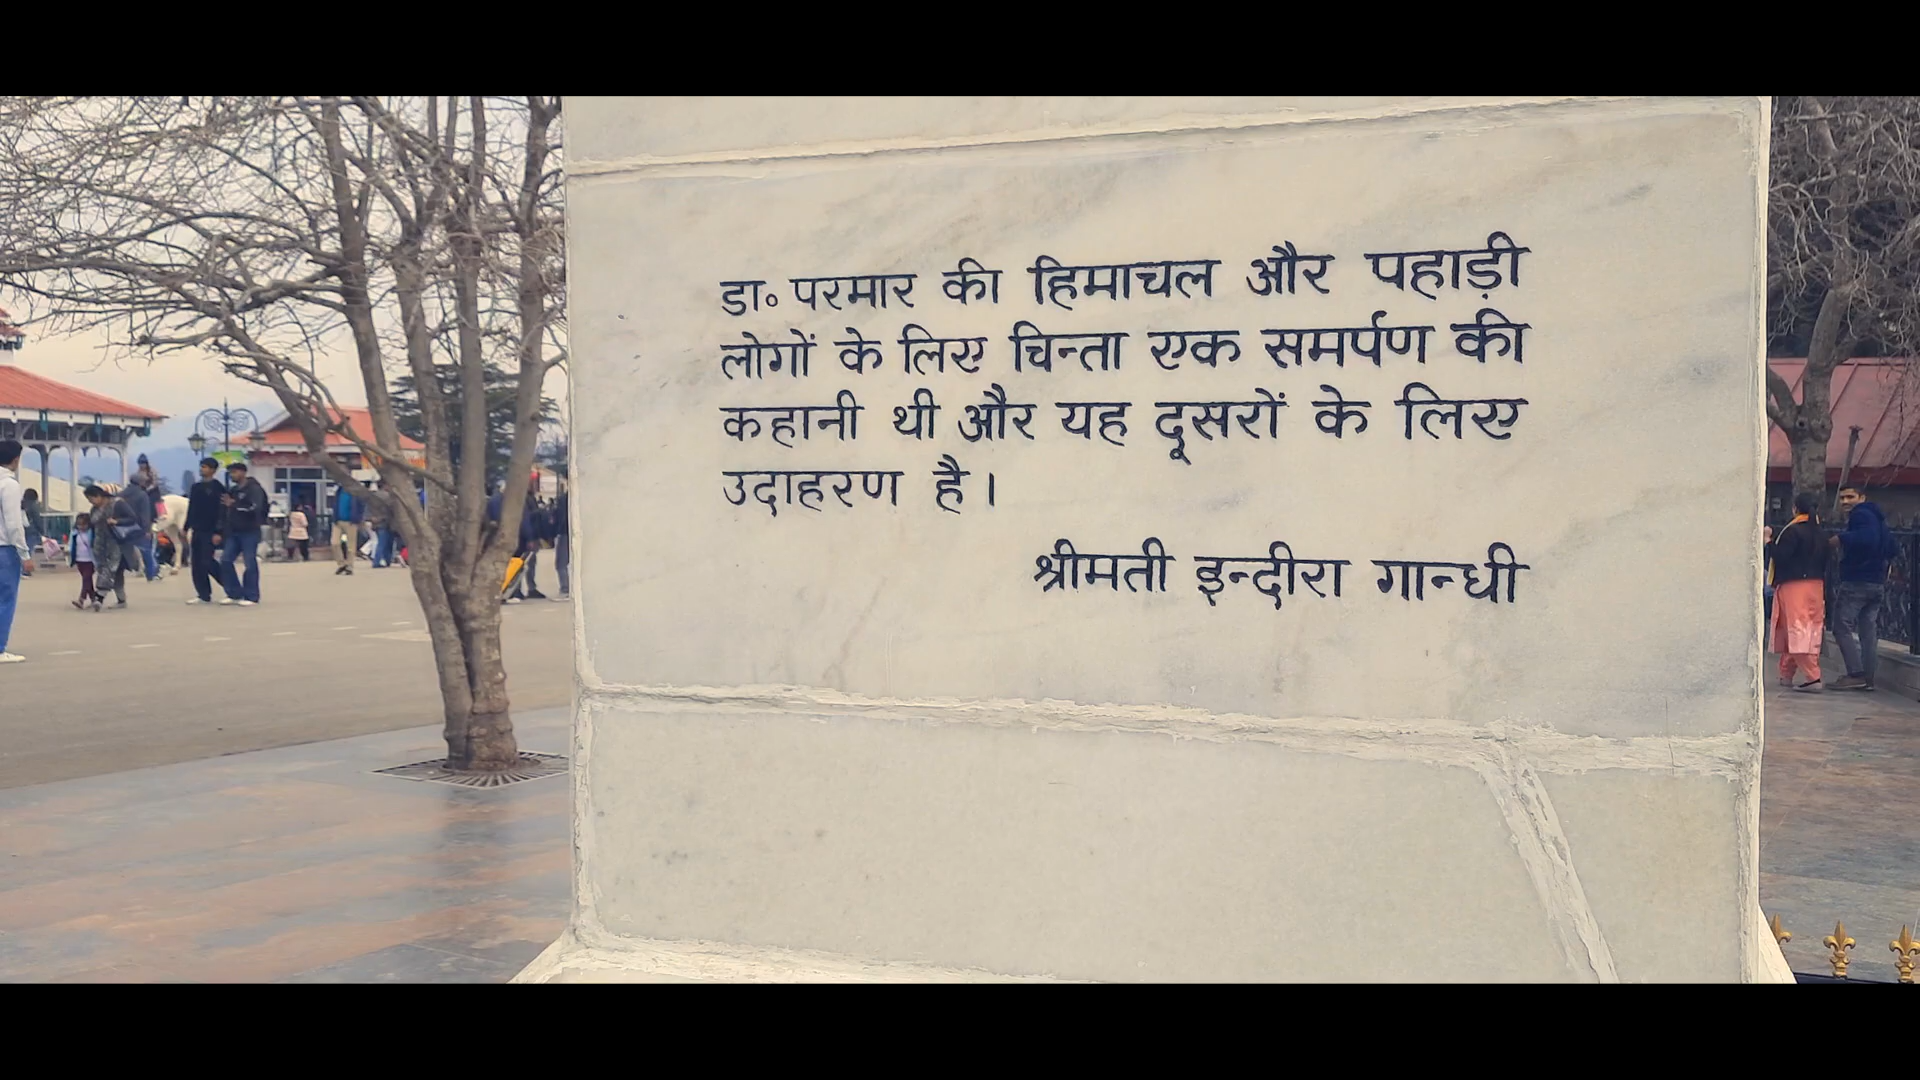 डा॰ परमार की हिमाचल और पहाड़ी
लोगों के लिए चिन्ता एक समर्पण की
कहानी थी और यह दूसरों के लिए
उदाहरण है।
श्रीमती इन्दीरा गान्धी